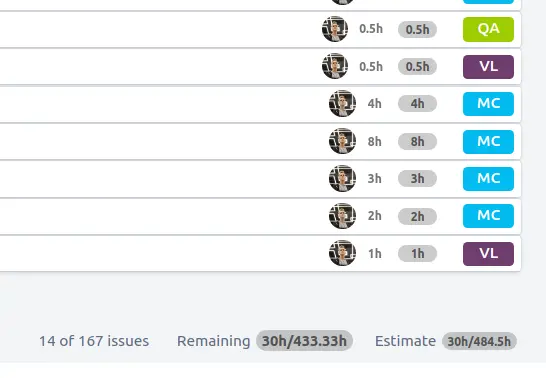 0.5h 0.5h QA
0.5h 0.5h VL
4h 4h MC
8h 8h MC
3h 3h MC
2h 2h MC
1h 1h VL
14 of 167 issues Remaining 30h/433.33h Estimate 30h/484.5h